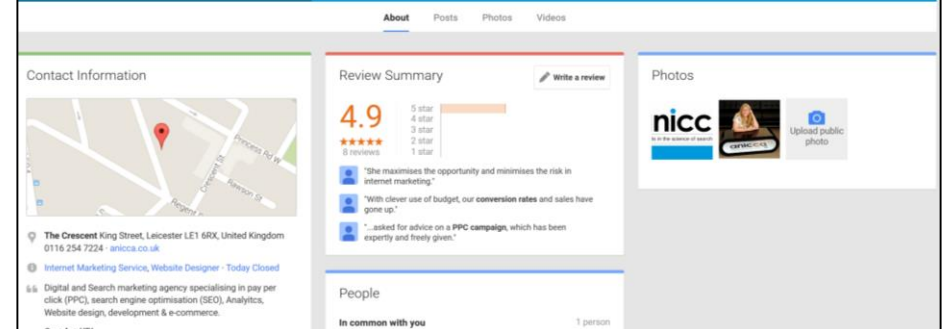 About Posts Photos Videos
Contact Information
Princess Rd W
Crescent St
Rawson St
Regent
The Crescent King Street, Leicester LE1 6RX, United Kingdom
0116 254 7224 · anicca.co.uk
Internet Marketing Service, Website Designer · Today Closed
Digital and Search marketing agency specialising in pay per
click (PPC), search engine optimisation (SEO), Analyitcs,
Website design, development & e-commerce.
Review Summary
Write a review
4.9
8 reviews
5 star
4 star
3 star
2 star
1 star
"She maximises the opportunity and minimises the risk in
internet marketing."
"With clever use of budget, our conversion rates and sales have
gone up."
"...asked for advice on a PPC campaign, which has been
expertly and freely given."
People
In common with you
1 person
Photos
nicc
is in the science of search
anicca
Upload public
photo